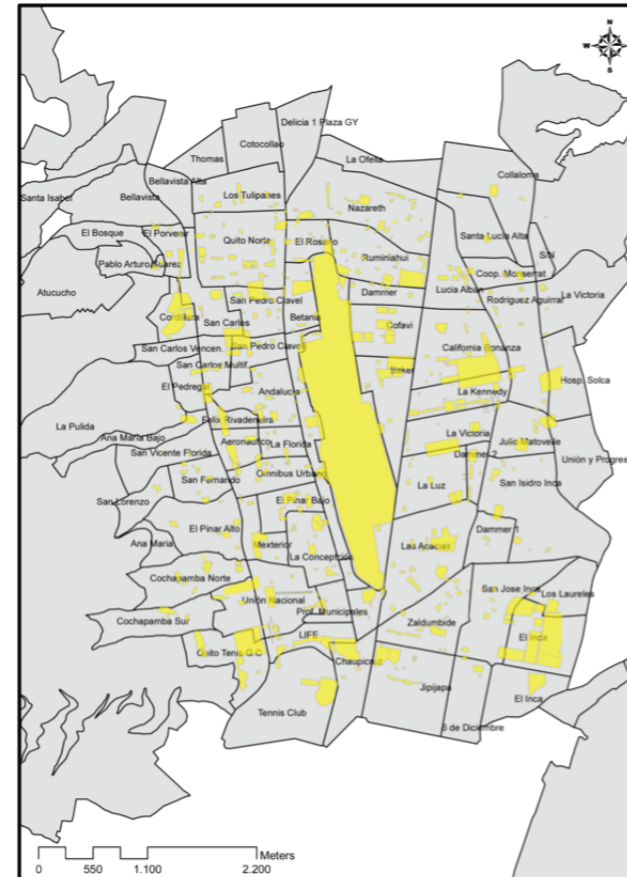 N
W E
S
Delicia 1 Plaza GY
Cotocollao
Thomas
La Ofelia
Collaloma
Bellavista Alta
Santa Isabel
Bellavista
Los Tulipanes
Nazareth
El Bosque
El Porvenir
Quito Norte
El Rosario
Santa Lucia Alta
Pablo Arturo Suarez
Ruminiahui
S/N
Coop. Monserrat
Atucucho
Dammer
Lucia Alban
Rodriguez Aguirre
La Victoria
San Pedro Clavel
Cordillera
San Carlos
Betania
Cofavi
San Carlos Vencen.
San Pedro Clavel
California Bonanza
San Carlos Multif.
Hosp. Solca
El Pedregal
Andalucia
La Kennedy
Felix Rivadeneira
La Pulida
Ana Maria Bajo
Aeronautico
La Florida
La Victoria
Julio Matovelle
San Vicente Florida
Dammer 2
Unión y Progres
San Fernando
Omnibus Urbano
La Luz
San Isidro Inca
San Lorenzo
El Pinar Bajo
El Pinar Alto
Dammer 1
Ana Maria
Mexterior
Las Acacias
La Concepción
Cochapamba Norte
San Jose Inca
Los Laureles
Union Nacional
Prof. Municipales
Cochapamba Sur
Zaldumbide
LIFE
El Inca
Quito Tenis G.C
Chaupicruz
Jipijapa
El Inca
Tennis Club
6 de Diciembre
Meters
0 550 1.100 2.200